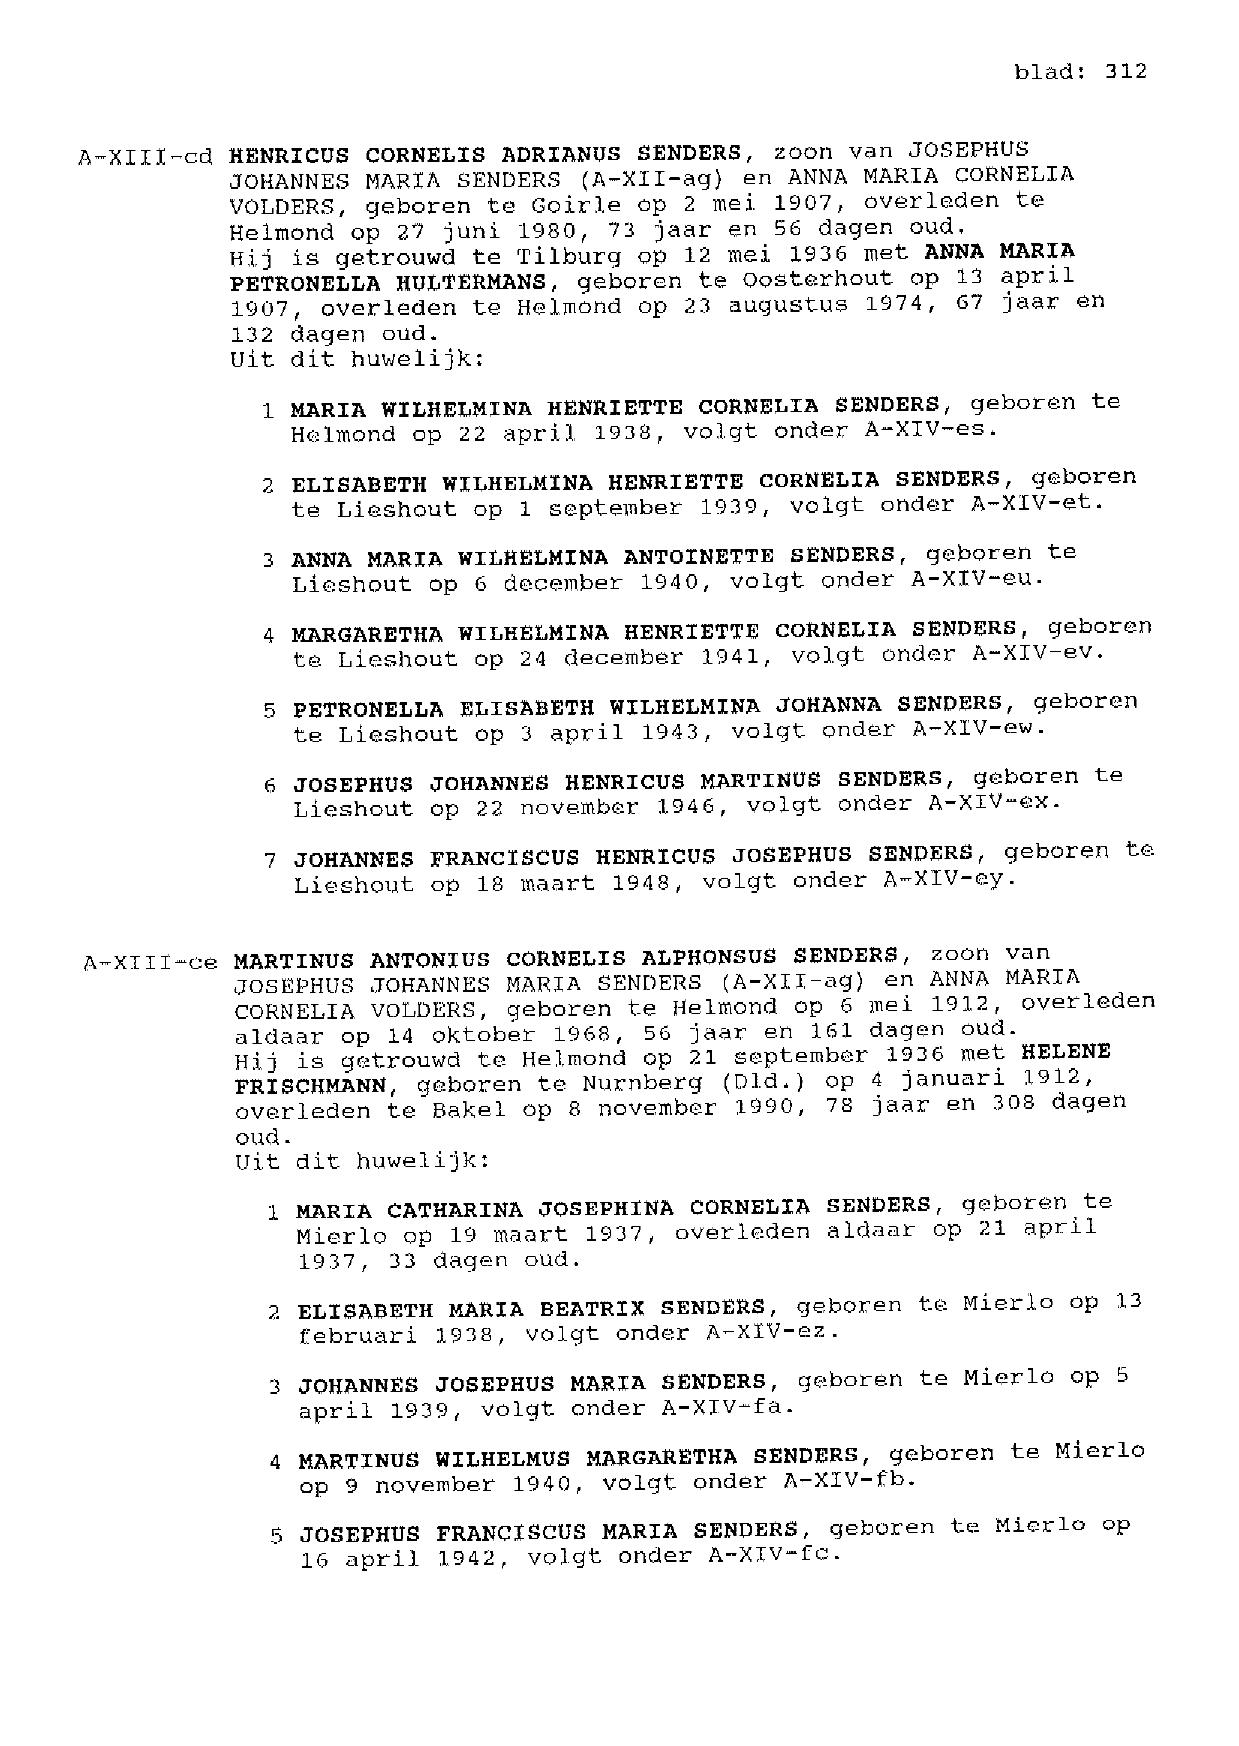 blad: 312
A-XIII-cd HENRICUS CORNELIS ADRIANUS SENDERS, zoon van JOSEPHUS
JOHANNES MARIA SENDERS (A-XII-ag) en ANNA MARIA CORNELIA
VOLDERS, geboren te Goirle op 2 mei 1907, overleden te
Helmond op 27 juni 1980, 73 jaar en 56 dagen oud.
Hij is getrouwd te Tilburg op 12 mei 1936 met ANNA MARIA
PETRONELLA HULTERMANS, geboren te Oosterhout op 13 april
1907, overleden te Helmond op 23 augustus 1974, 67 jaar en
132 dagen oud.
Uit dit huwelijk:
1 MARIA WILHELMINA HENRIETTE CORNELIA SENDERS, geboren te
Helmond op 22 april 1938, volgt onder A-XIV-es.
2 ELISABETH WILHELMINA HENRIETTE CORNELIA SENDERS, geboren
te Lieshout op 1 september 1939, volgt onder A-XIV-et.
3 ANNA MARIA WILHELMINA ANTOINETTE SENDERS, geboren te
Lieshout op 6 december 1940, volgt onder A-XIV-eu.
4 MARGARETHA WILHELMINA HENRIETTE CORNELIA SENDERS, geboren
te Lieshout op 24 december 1941, volgt onder A-XIV-ev.
5 PETRONELLA ELISABETH WILHELMINA JOHANNA SENDERS, geboren
te Lieshout op 3 april 1943, volgt onder A-XIV-ew.
6 JOSEPHUS JOHANNES HENRICUS MARTINUS SENDERS, geboren te
Lieshout op 22 november 1946, volgt onder A-XIV-ex.
7 JOHANNES FRANCISCUS HENRICUS JOSEPHUS SENDERS, geboren te
Lieshout op 18 maart 1948, volgt onder A-XIV-ey.
A-XIII-ce MARTINUS ANTONIUS CORNELIS ALPHONSUS SENDERS, zoon van
JOSEPHUS JOHANNES MARIA SENDERS (A-XII-ag) en ANNA MARIA
CORNELIA VOLDERS, geboren te Helmond op 6 mei 1912, overleden
aldaar op 14 oktober 1968, 56 jaar en 161 dagen oud.
Hij is getrouwd te Helmond op 21 september 1936 met HELENE
FRISCHMANN, geboren te Nurnberg (Dld.) op 4 januari 1912,
overleden te Bakel op 8 november 1990, 78 jaar en 308 dagen
oud.
Uit dit huwelijk:
1 MARIA CATHARINA JOSEPHINA CORNELIA SENDERS, geboren te
Mierlo op 19 maart 1937, overleden aldaar op 21 april
1937, 33 dagen oud.
2 ELISABETH MARIA BEATRIX SENDERS, geboren te Mierlo op 13
februari 1938, volgt onder A-XIV-ez.
3 JOHANNES JOSEPHUS MARIA SENDERS, geboren te Mierlo op 5
april 1939, volgt onder A-XIV-fa.
4 MARTINUS WILHELMUS MARGARETHA SENDERS, geboren te Mierlo
op 9 november 1940, volgt onder A-XIV-fb.
5 JOSEPHUS FRANCISCUS MARIA SENDERS, geboren te Mierlo op
16 april 1942, volgt onder A-XIV-fc.